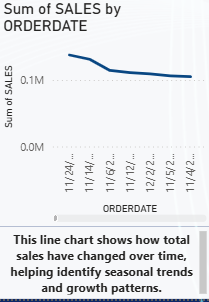 Sum of SALES by
ORDERDATE
Sum of SALES
0.1M
0.0M
11/24/...
11/14/...
11/6/2...
11/12/...
12/2/2...
11/5/2...
11/4/2...
ORDERDATE
This line chart shows how total
sales have changed over time,
helping identify seasonal trends
and growth patterns.